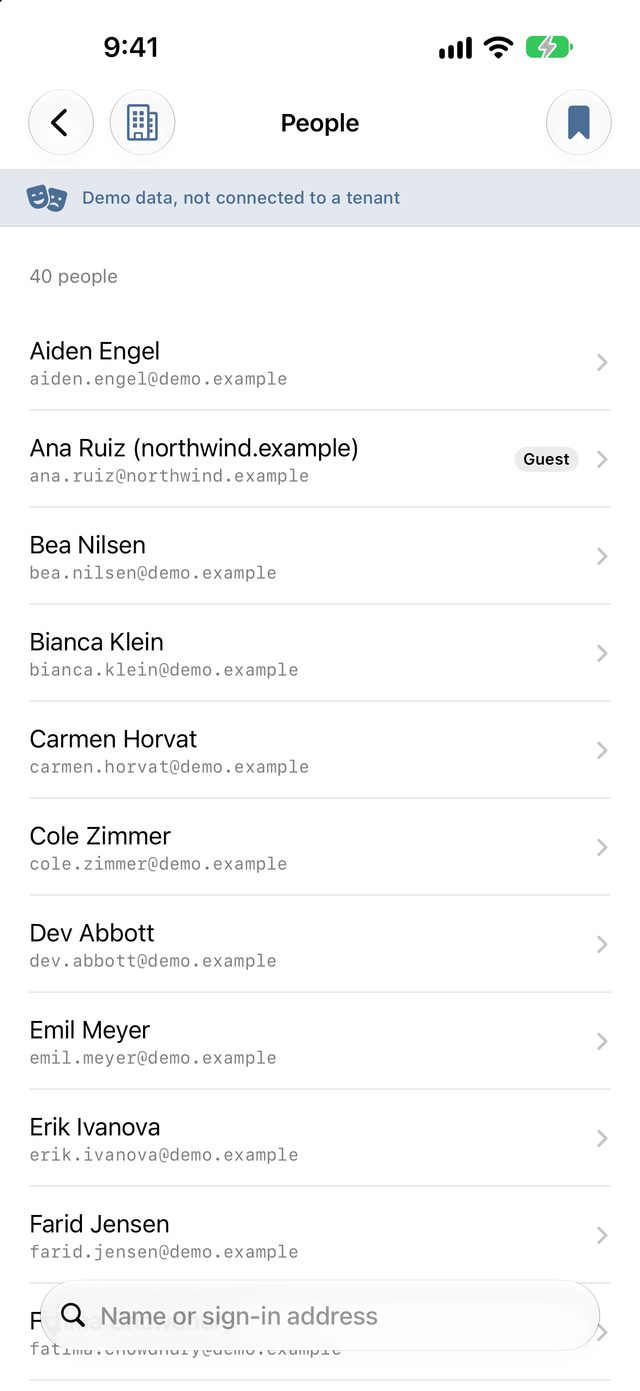 9:41
People
Demo data, not connected to a tenant
40 people
Aiden Engel
aiden.engel@demo.example
Ana Ruiz (northwind.example)
ana.ruiz@northwind.example
Guest
Bea Nilsen
bea.nilsen@demo.example
Bianca Klein
bianca.klein@demo.example
Carmen Horvat
carmen.horvat@demo.example
Cole Zimmer
cole.zimmer@demo.example
Dev Abbott
dev.abbott@demo.example
Emil Meyer
emil.meyer@demo.example
Erik Ivanova
erik.ivanova@demo.example
Farid Jensen
farid.jensen@demo.example
Name or sign-in address
fatima.chowdhury@demo.example